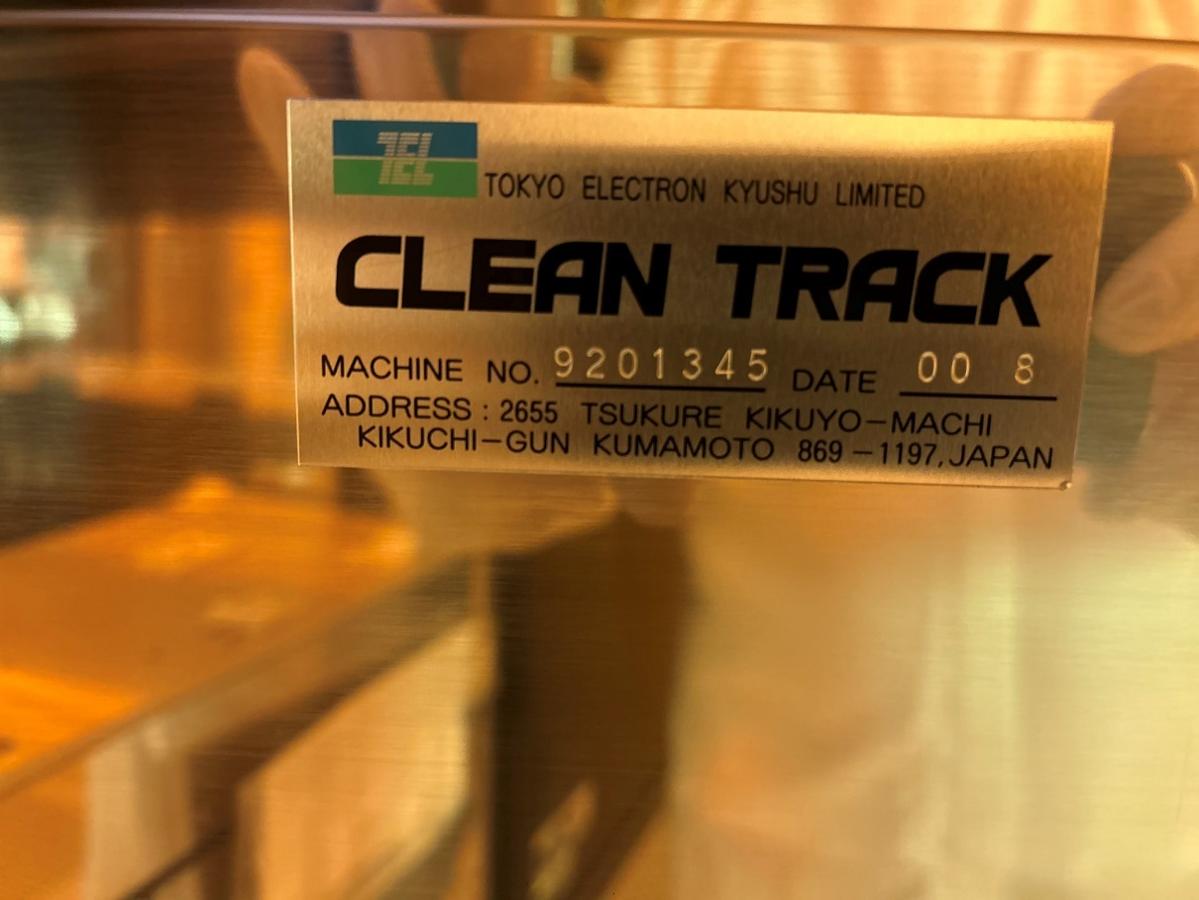 TEL
TOKYO ELECTRON KYUSHU LIMITED
CLEAN TRACK
MACHINE NO. 9201345 DATE 00 8
ADDRESS : 2655 TSUKURE KIKUYO-MACHI
KIKUCHI-GUN KUMAMOTO 869-1197, JAPAN